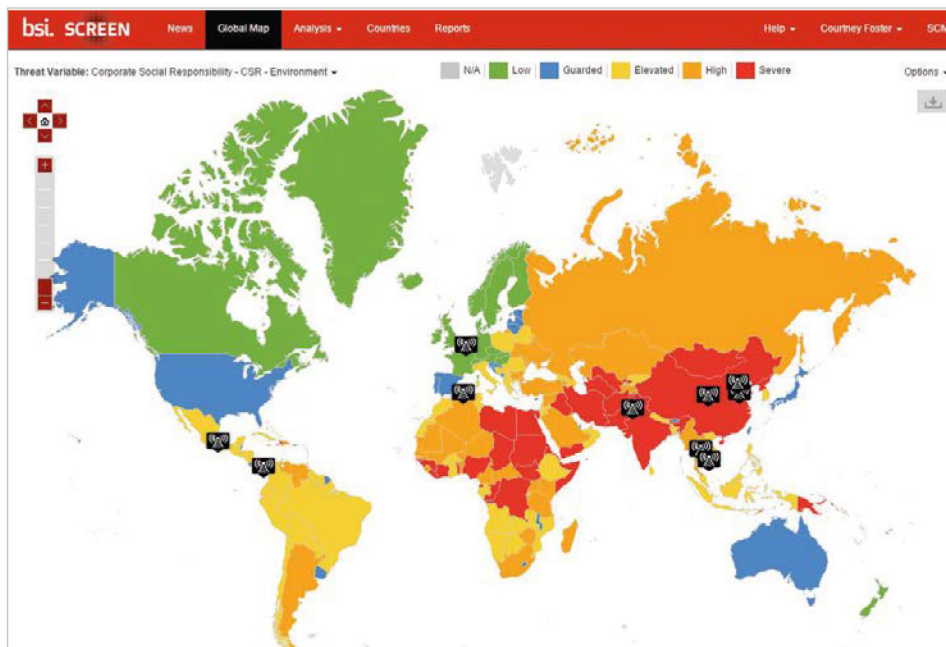 bsi. SCREEN News Global Map Analysis Countries Reports Help Courtney Foster SCM
Threat Variable: Corporate Social Responsibility - CSR - Environment N/A Low Guarded Elevated High Severe Options